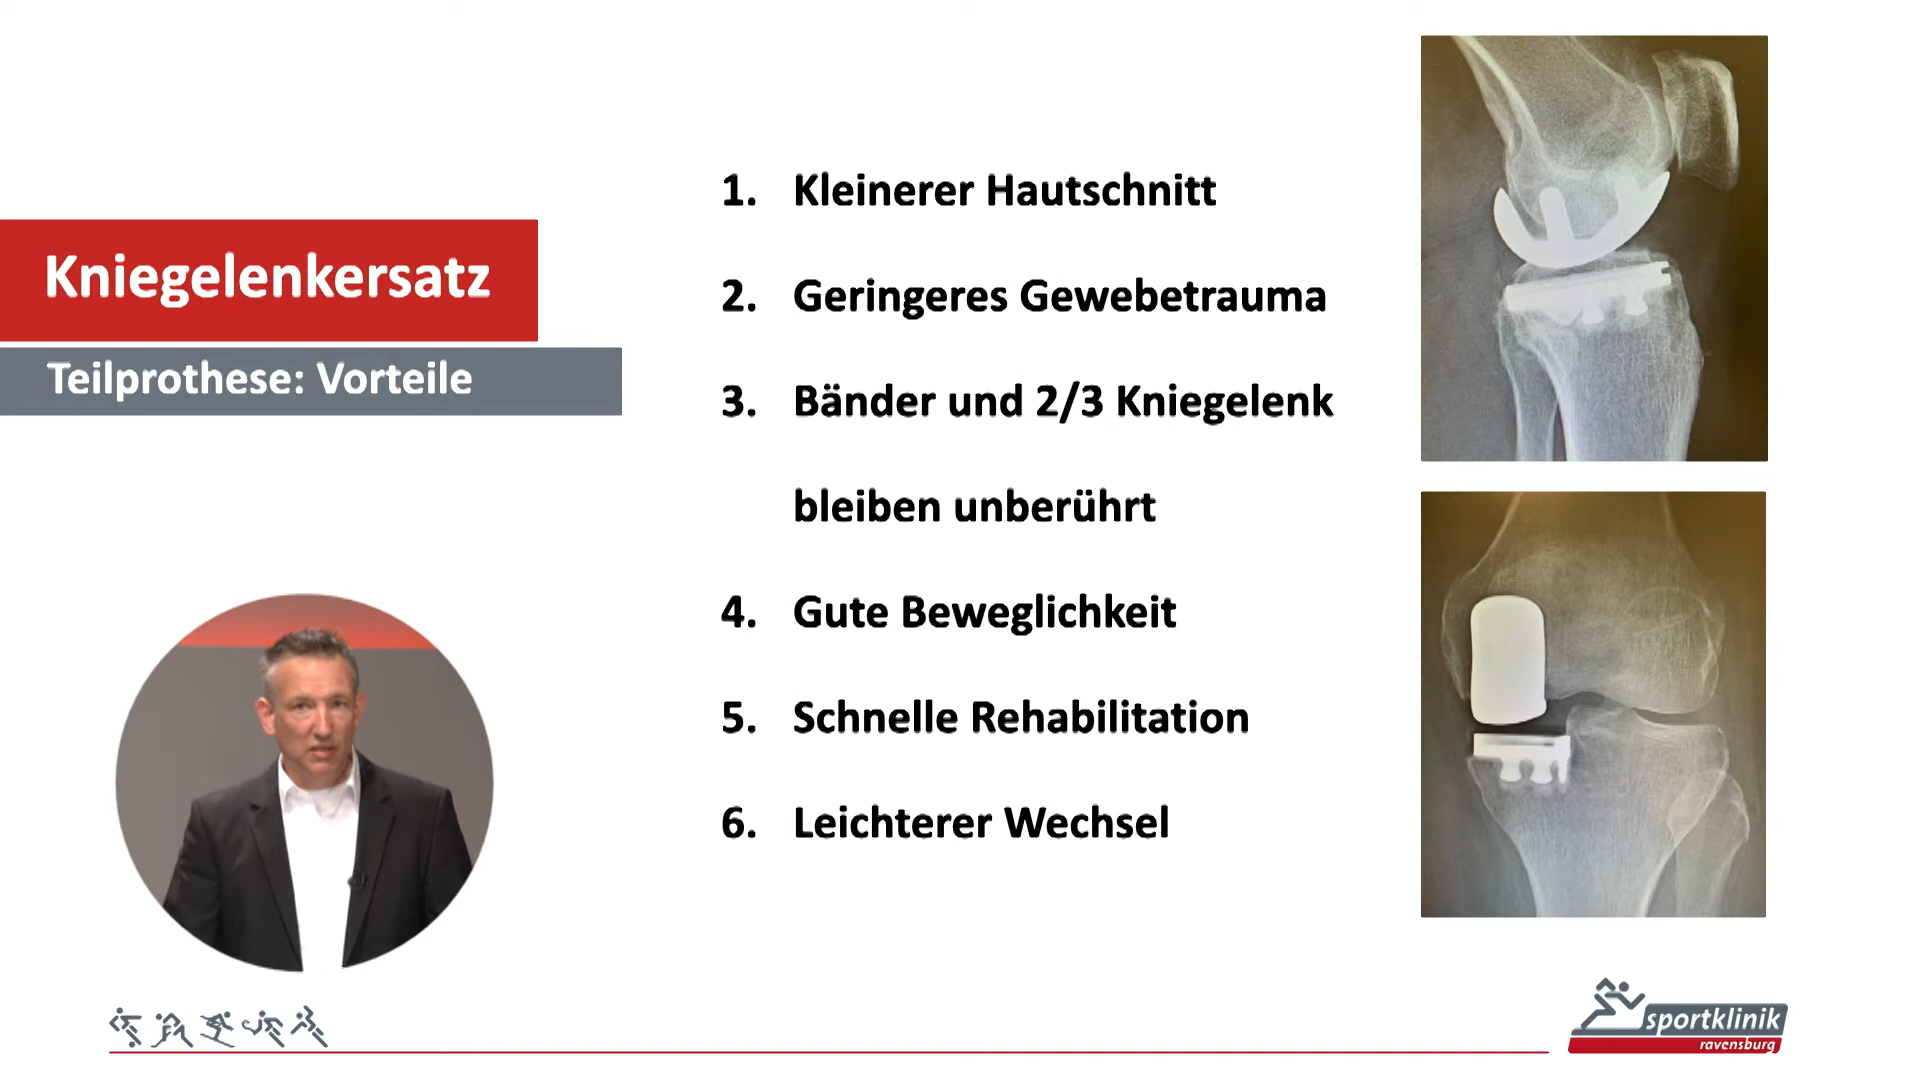 Kniegelenkersatz
Teilprothese: Vorteile
1. Kleinerer Hautschnitt
2. Geringeres Gewebetrauma
3. Bänder und 2/3 Kniegelenk
bleiben unberührt
4. Gute Beweglichkeit
5. Schnelle Rehabilitation
6. Leichterer Wechsel
sportklinik
ravensburg